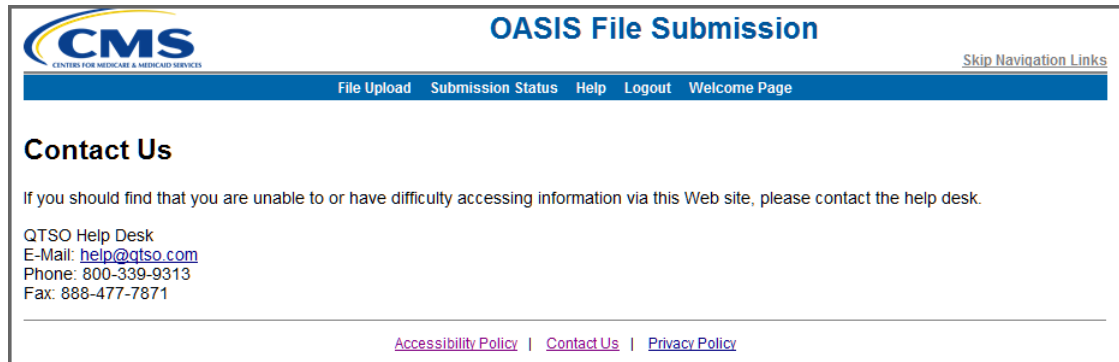 CMS
CENTERS FOR MEDICARE & MEDICAID SERVICES
OASIS File Submission
Skip Navigation Links
File Upload Submission Status Help Logout Welcome Page
Contact Us
If you should find that you are unable to or have difficulty accessing information via this Web site, please contact the help desk.
QTSO Help Desk
E-Mail: help@qtso.com
Phone: 800-339-9313
Fax: 888-477-7871
Accessibility Policy | Contact Us | Privacy Policy